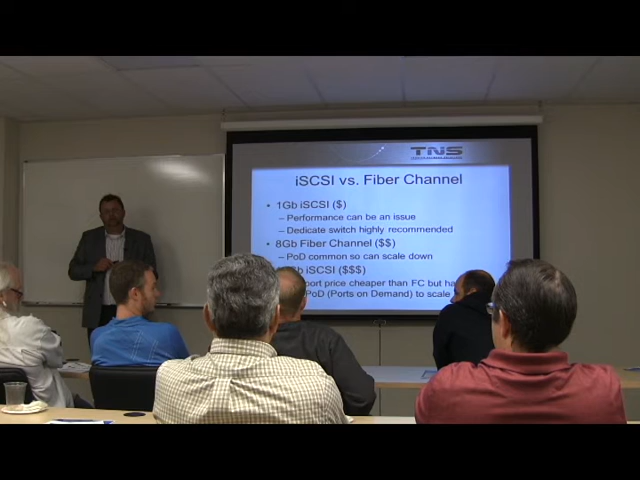 TNS
iSCSI vs. Fiber Channel
• 1Gb iSCSI ($)
– Performance can be an issue
– Dedicate switch highly recommended
• 8Gb Fiber Channel ($$)
– PoD common so can scale down
iSCSI ($$$)
port price cheaper than FC but
PoD (Ports on Demand) to scale